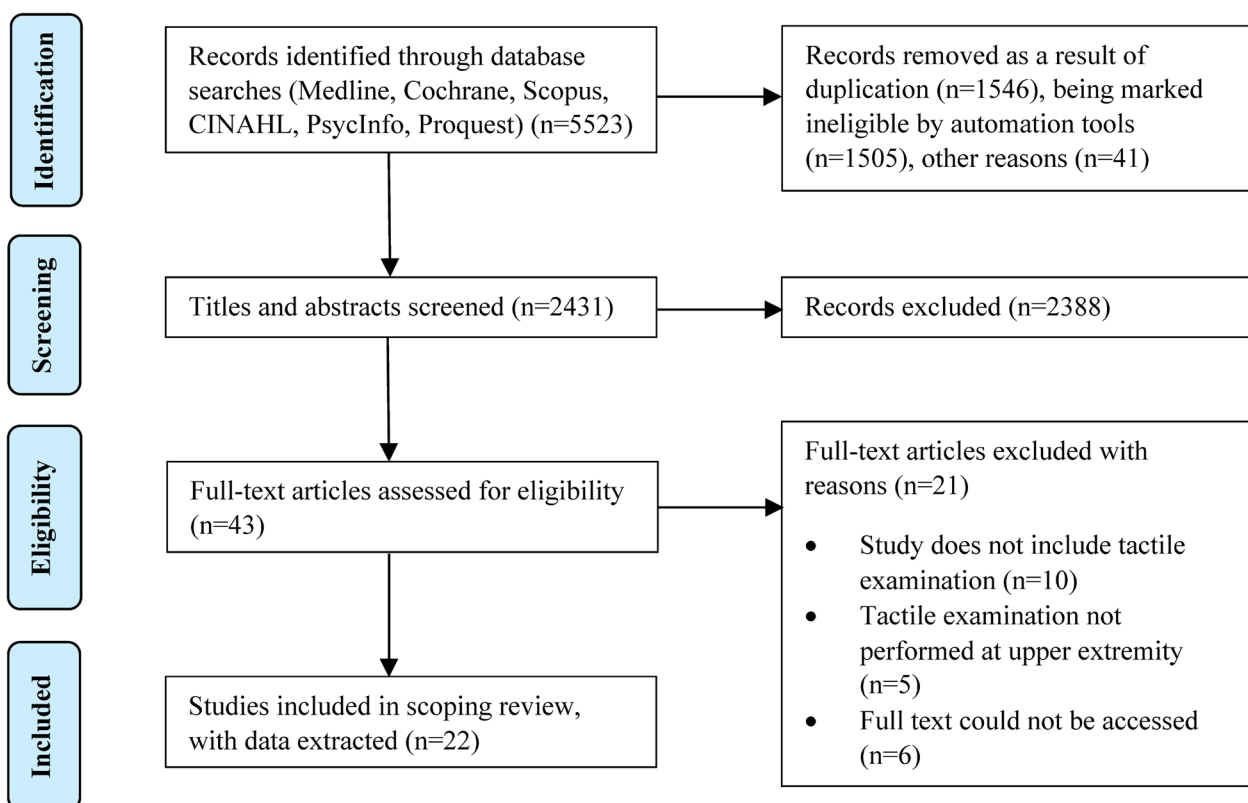 Identification
Records identified through database
searches (Medline, Cochrane, Scopus,
CINAHL, PsycInfo, Proquest) (n=5523)
Records removed as a result of
duplication (n=1546), being marked
ineligible by automation tools
(n=1505), other reasons (n=41)
Screening
Titles and abstracts screened (n=2431)
Records excluded (n=2388)
Eligibility
Full-text articles assessed for eligibility
(n=43)
Full-text articles excluded with
reasons (n=21)
• Study does not include tactile
examination (n=10)
• Tactile examination not
performed at upper extremity
(n=5)
• Full text could not be accessed
(n=6)
Included
Studies included in scoping review,
with data extracted (n=22)